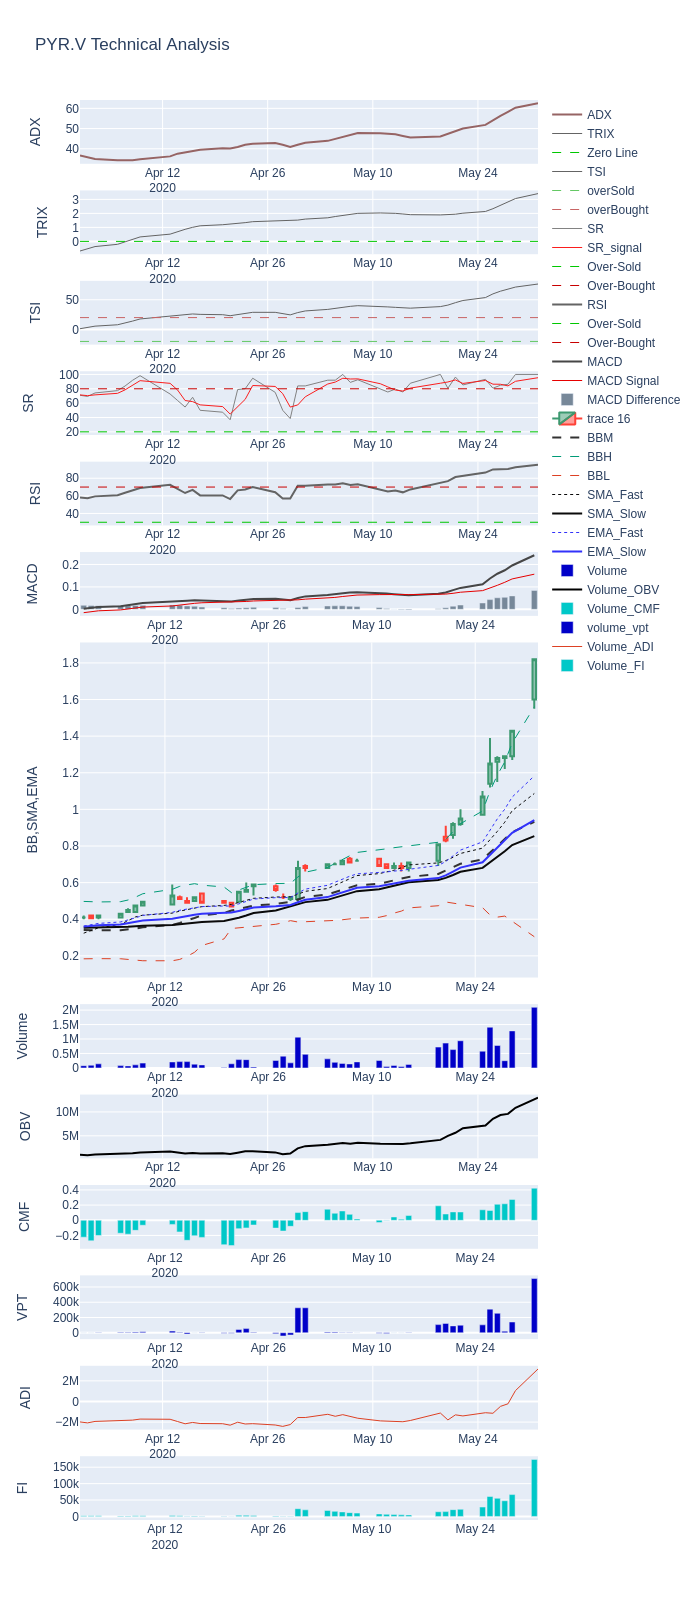 PYR.V Technical Analysis
ADX
60
50
40
Apr 12
2020
Apr 26
May 10
May 24
TRIX
3
2
1
0
Apr 12
2020
Apr 26
May 10
May 24
TSI
50
0
Apr 12
2020
Apr 26
May 10
May 24
SR
100
80
60
40
20
Apr 12
2020
Apr 26
May 10
May 24
RSI
80
60
40
Apr 12
2020
Apr 26
May 10
May 24
MACD
0.2
0.1
0
Apr 12
2020
Apr 26
May 10
May 24
BB,SMA,EMA
1.8
1.6
1.4
1.2
1
0.8
0.6
0.4
0.2
Apr 12
2020
Apr 26
May 10
May 24
Volume
2M
1.5M
1M
0.5M
0
Apr 12
2020
Apr 26
May 10
May 24
OBV
10M
5M
Apr 12
2020
Apr 26
May 10
May 24
CMF
0.4
0.2
0
−0.2
Apr 12
2020
Apr 26
May 10
May 24
VPT
600k
400k
200k
0
Apr 12
2020
Apr 26
May 10
May 24
ADI
2M
0
−2M
Apr 12
2020
Apr 26
May 10
May 24
FI
150k
100k
50k
0
Apr 12
2020
Apr 26
May 10
May 24
ADX
TRIX
Zero Line
TSI
overSold
overBought
SR
SR_signal
Over-Sold
Over-Bought
RSI
Over-Sold
Over-Bought
MACD
MACD Signal
MACD Difference
trace 16
BBM
BBH
BBL
SMA_Fast
SMA_Slow
EMA_Fast
EMA_Slow
Volume
Volume_OBV
Volume_CMF
volume_vpt
Volume_ADI
Volume_FI